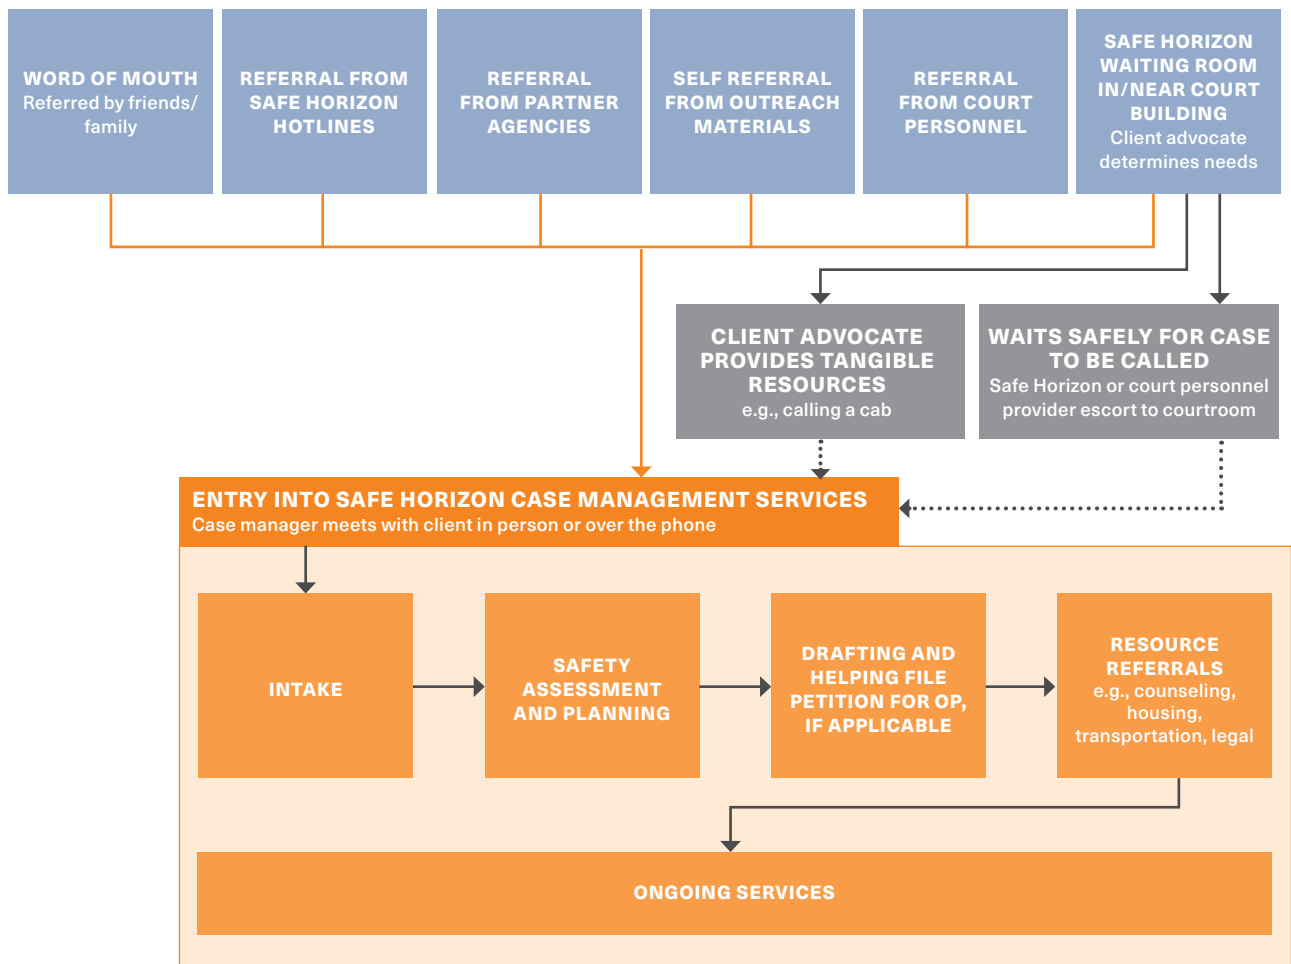 WORD OF MOUTH
Referred by friends/
family
REFERRAL FROM
SAFE HORIZON
HOTLINES
REFERRAL
FROM PARTNER
AGENCIES
SELF REFERRAL
FROM OUTREACH
MATERIALS
REFERRAL
FROM COURT
PERSONNEL
SAFE HORIZON
WAITING ROOM
IN/NEAR COURT
BUILDING
Client advocate
determines needs
CLIENT ADVOCATE
PROVIDES TANGIBLE
RESOURCES
e.g., calling a cab
WAITS SAFELY FOR CASE
TO BE CALLED
Safe Horizon or court personnel
provider escort to courtroom
ENTRY INTO SAFE HORIZON CASE MANAGEMENT SERVICES
Case manager meets with client in person or over the phone
INTAKE
SAFETY
ASSESSMENT
AND PLANNING
DRAFTING AND
HELPING FILE
PETITION FOR OP,
IF APPLICABLE
RESOURCE
REFERRALS
e.g., counseling,
housing,
transportation, legal
ONGOING SERVICES